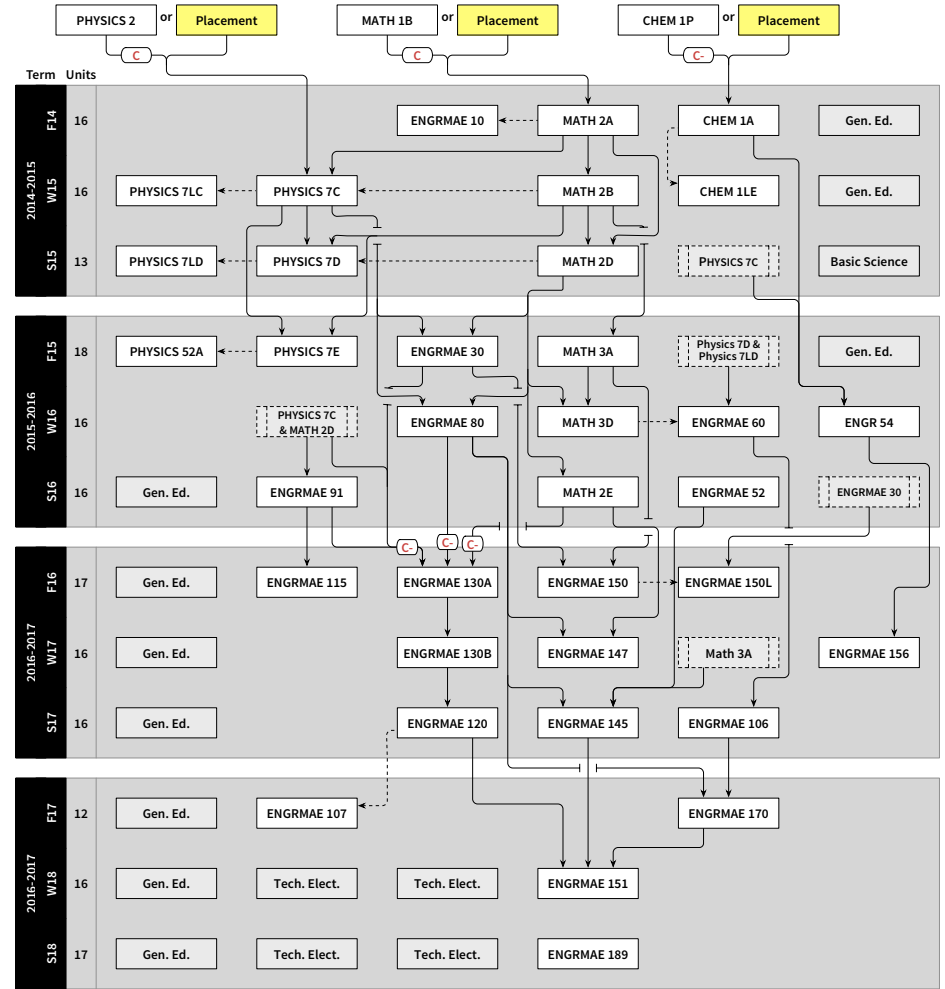 PHYSICS 2 or Placement MATH 1B or Placement CHEM 1P or Placement
C C C-
Term Units
2014-2015
F14 16 ENGRMAE 10 MATH 2A CHEM 1A Gen. Ed.
W15 16 PHYSICS 7LC PHYSICS 7C MATH 2B CHEM 1LE Gen. Ed.
S15 13 PHYSICS 7LD PHYSICS 7D MATH 2D PHYSICS 7C Basic Science
2015-2016
F15 18 PHYSICS 52A PHYSICS 7E ENGRMAE 30 MATH 3A Physics 7D &
Physics 7LD
Gen. Ed.
W16 16 PHYSICS 7C
& MATH 2D
ENGRMAE 80 MATH 3D ENGRMAE 60 ENGR 54
S16 16 Gen. Ed. ENGRMAE 91 MATH 2E ENGRMAE 52 ENGRMAE 30
C- C- C-
2016-2017
F16 17 Gen. Ed. ENGRMAE 115 ENGRMAE 130A ENGRMAE 150 ENGRMAE 150L
W17 16 Gen. Ed. ENGRMAE 130B ENGRMAE 147 Math 3A ENGRMAE 156
S17 16 Gen. Ed. ENGRMAE 120 ENGRMAE 145 ENGRMAE 106
2016-2017
F17 12 Gen. Ed. ENGRMAE 107 ENGRMAE 170
W18 16 Gen. Ed. Tech. Elect. Tech. Elect. ENGRMAE 151
S18 17 Gen. Ed. Tech. Elect. Tech. Elect. ENGRMAE 189